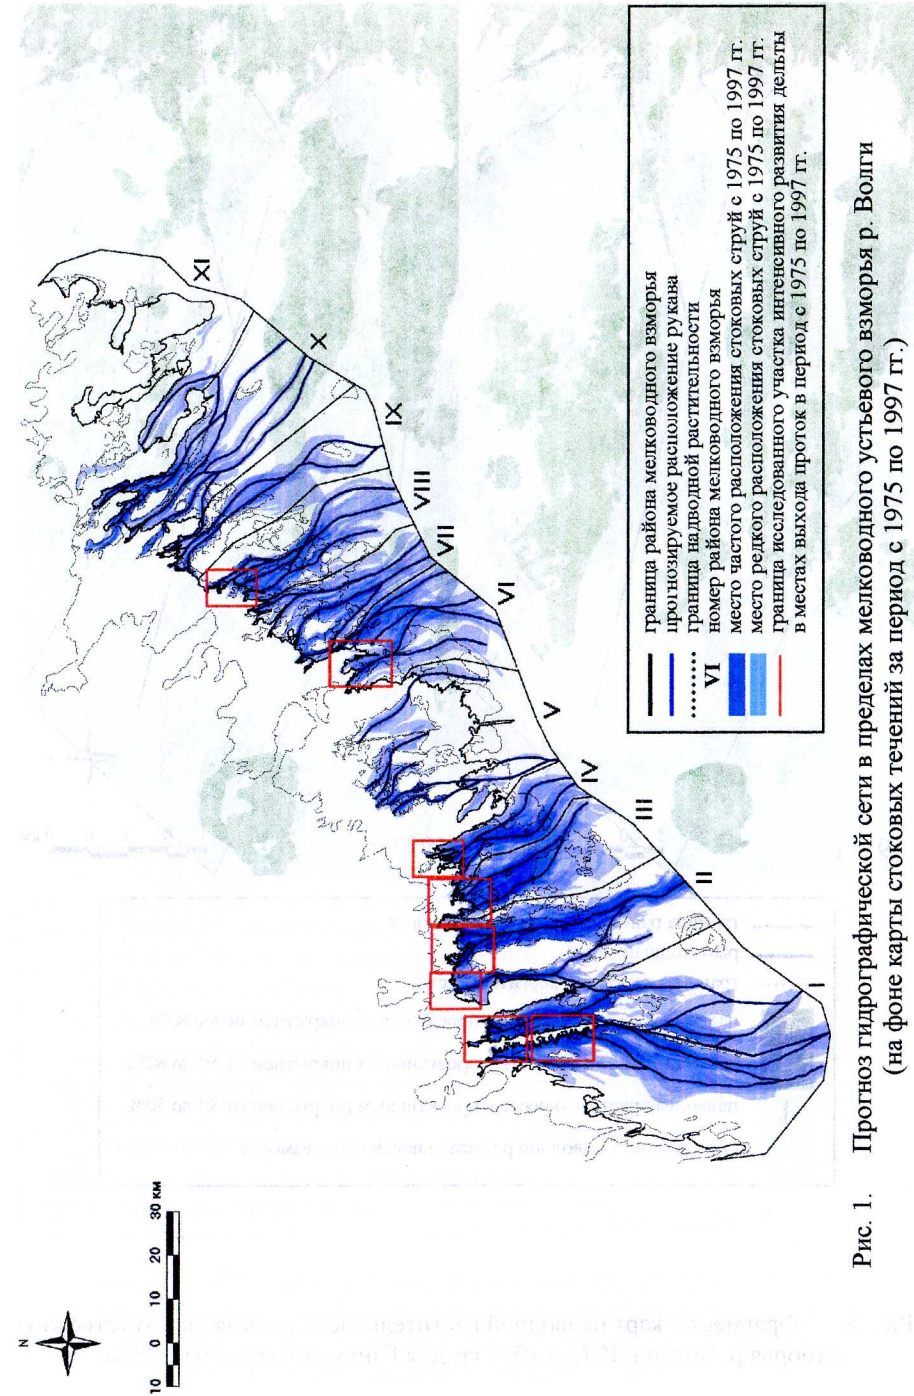 N
10 0 10 20 30 км
XI
X
IX
VIII
VII
VI
V
IV
III
II
I
граница района мелководного взморья
прогнозируемое расположение рукава
граница надводной растительности
VI номер района мелководного взморья
место частого расположения стоковых струй с 1975 по 1997 гг.
место редкого расположения стоковых струй с 1975 по 1997 гг.
граница исследованного участка интенсивного развития дельты
в местах выхода проток в период с 1975 по 1997 гг.
Рис. 1. Прогноз гидрографической сети в пределах мелководного устьевого взморья р. Волги
(на фоне карты стоковых течений за период с 1975 по 1997 гг.)